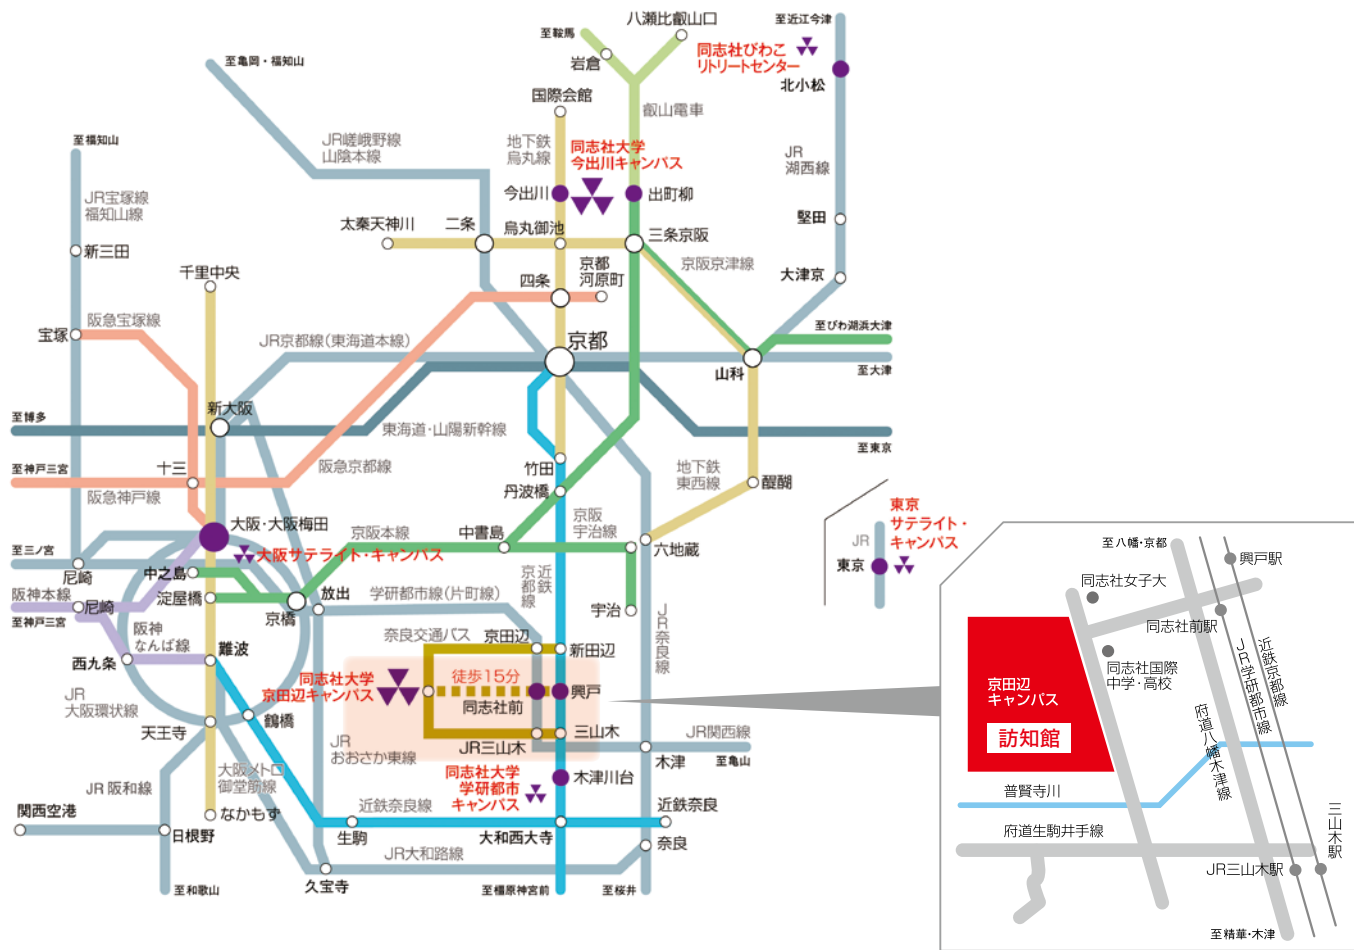 八瀬比叡山口
至近江今津
至鞍馬
同志社びわこ
リトリートセンター
岩倉
至亀岡・福知山
北小松
国際会館
叡山電車
至福知山
JR嵯峨野線
山陰本線
地下鉄
烏丸線
同志社大学
今出川キャンパス
JR
湖西線
JR宝塚線
福知山線
今出川
出町柳
太秦天神川
二条
烏丸御池
三条京阪
堅田
新三田
千里中央
四条
京都
河原町
京阪京津線
大津京
阪急宝塚線
宝塚
JR京都線(東海道本線)
京都
至びわ湖浜大津
山科
至大津
新大阪
至博多
東海道・山陽新幹線
至東京
至神戸三宮
十三
阪急神戸線
阪急京都線
竹田
地下鉄
東西線
醍醐
丹波橋
大阪・大阪梅田
大阪サテライト・キャンパス
京阪本線
中書島
京阪
宇治線
六地蔵
東京
サテライト・
キャンパス
JR
東京
至三ノ宮
尼崎
中之島
阪神本線
尼崎
至神戸三宮
淀屋橋
京橋
放出
学研都市線(片町線)
近鉄
京都線
宇治
JR奈良線
阪神
なんば線
難波
西九条
奈良交通バス
京田辺
新田辺
同志社大学
京田辺キャンパス
徒歩15分
同志社前
興戸
JR
大阪環状線
天王寺
鶴橋
JR
おおさか東線
JR三山木
三山木
JR関西線
木津
至亀山
大阪メトロ
御堂筋線
JR阪和線
同志社大学
学研都市
キャンパス
木津川台
関西空港
なかもず
近鉄奈良線
近鉄奈良
日根野
生駒
大和西大寺
奈良
JR大和路線
久宝寺
至和歌山
至橿原神宮前
至桜井
至八幡・京都
興戸駅
同志社女子大
同志社前駅
同志社国際
中学・高校
近鉄京都線
JR学研都市線
京田辺
キャンパス
訪知館
府道八幡木津線
普賢寺川
府道生駒井手線
三山木駅
JR三山木駅
至精華・木津